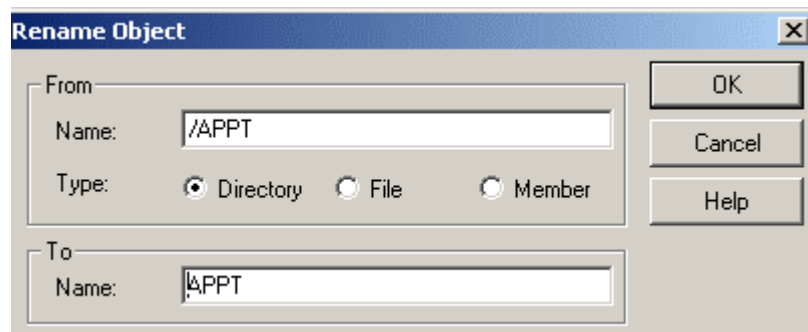 Rename Object
From
Name: /APPT
Type: Directory File Member
To
Name: APPT
OK
Cancel
Help